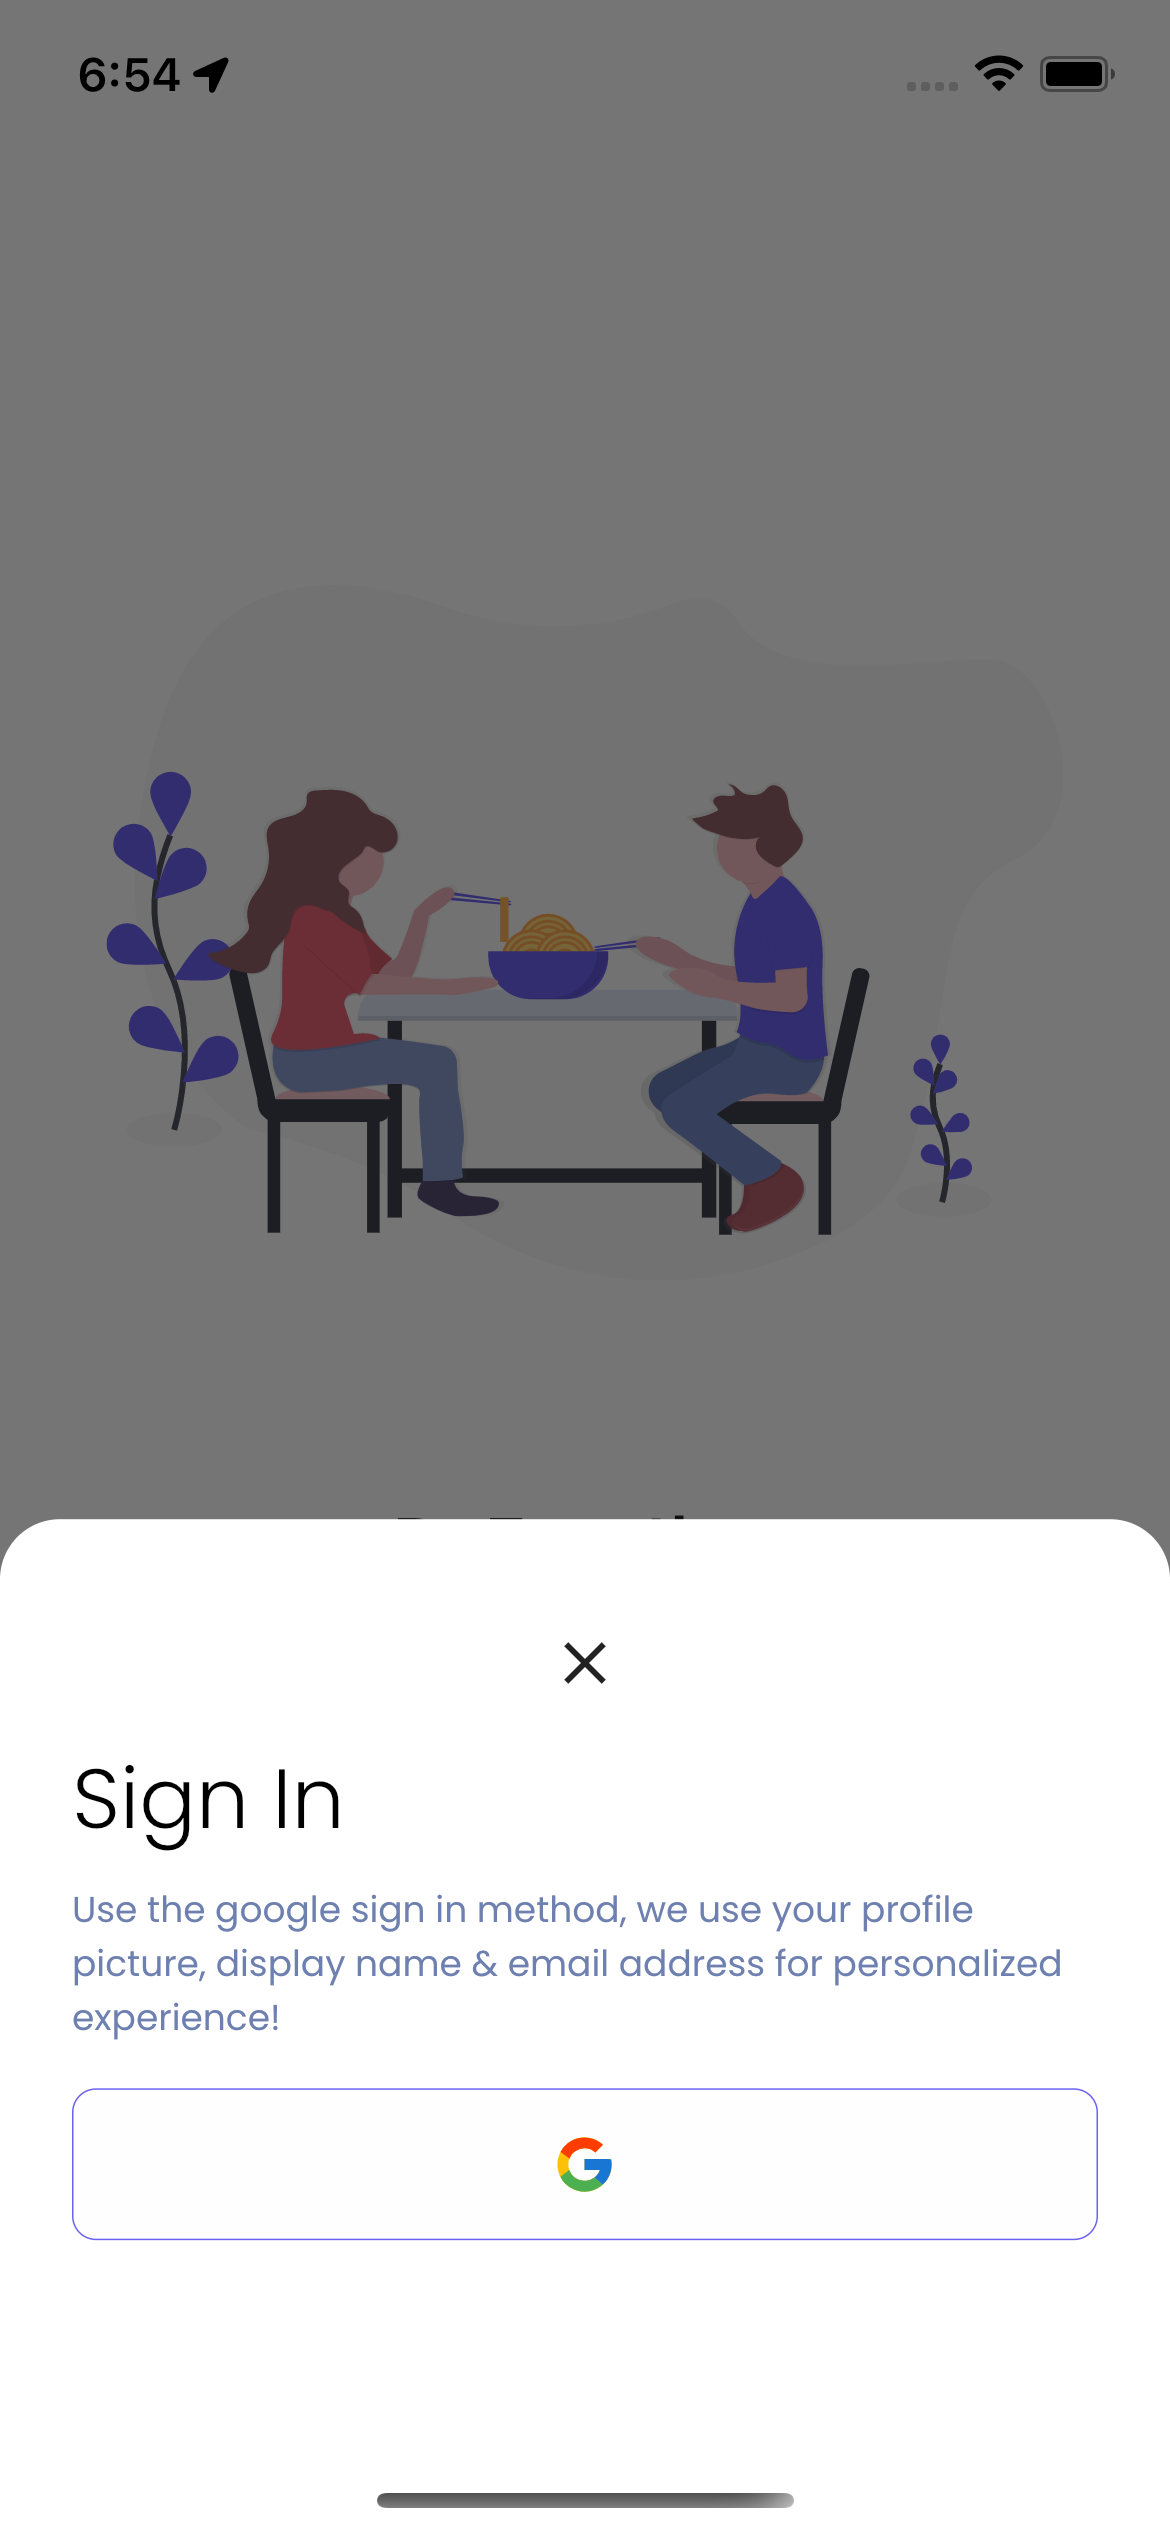 6:54
Sign In
Use the google sign in method, we use your profile
picture, display name & email address for personalized
experience!